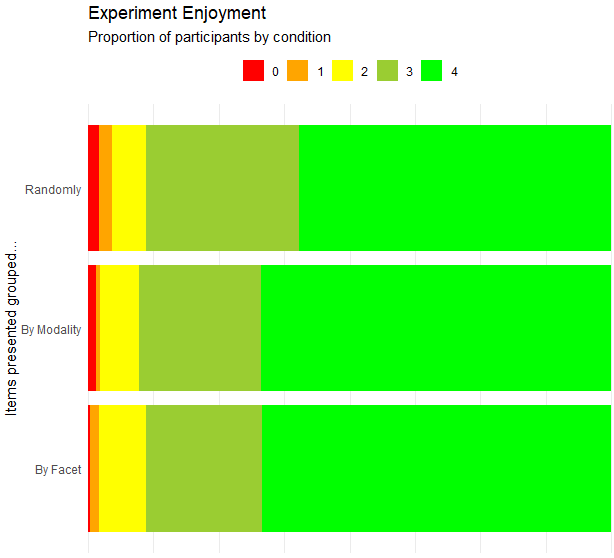 Experiment Enjoyment
Proportion of participants by condition
0 1 2 3 4
Items presented grouped...
Randomly
By Modality
By Facet